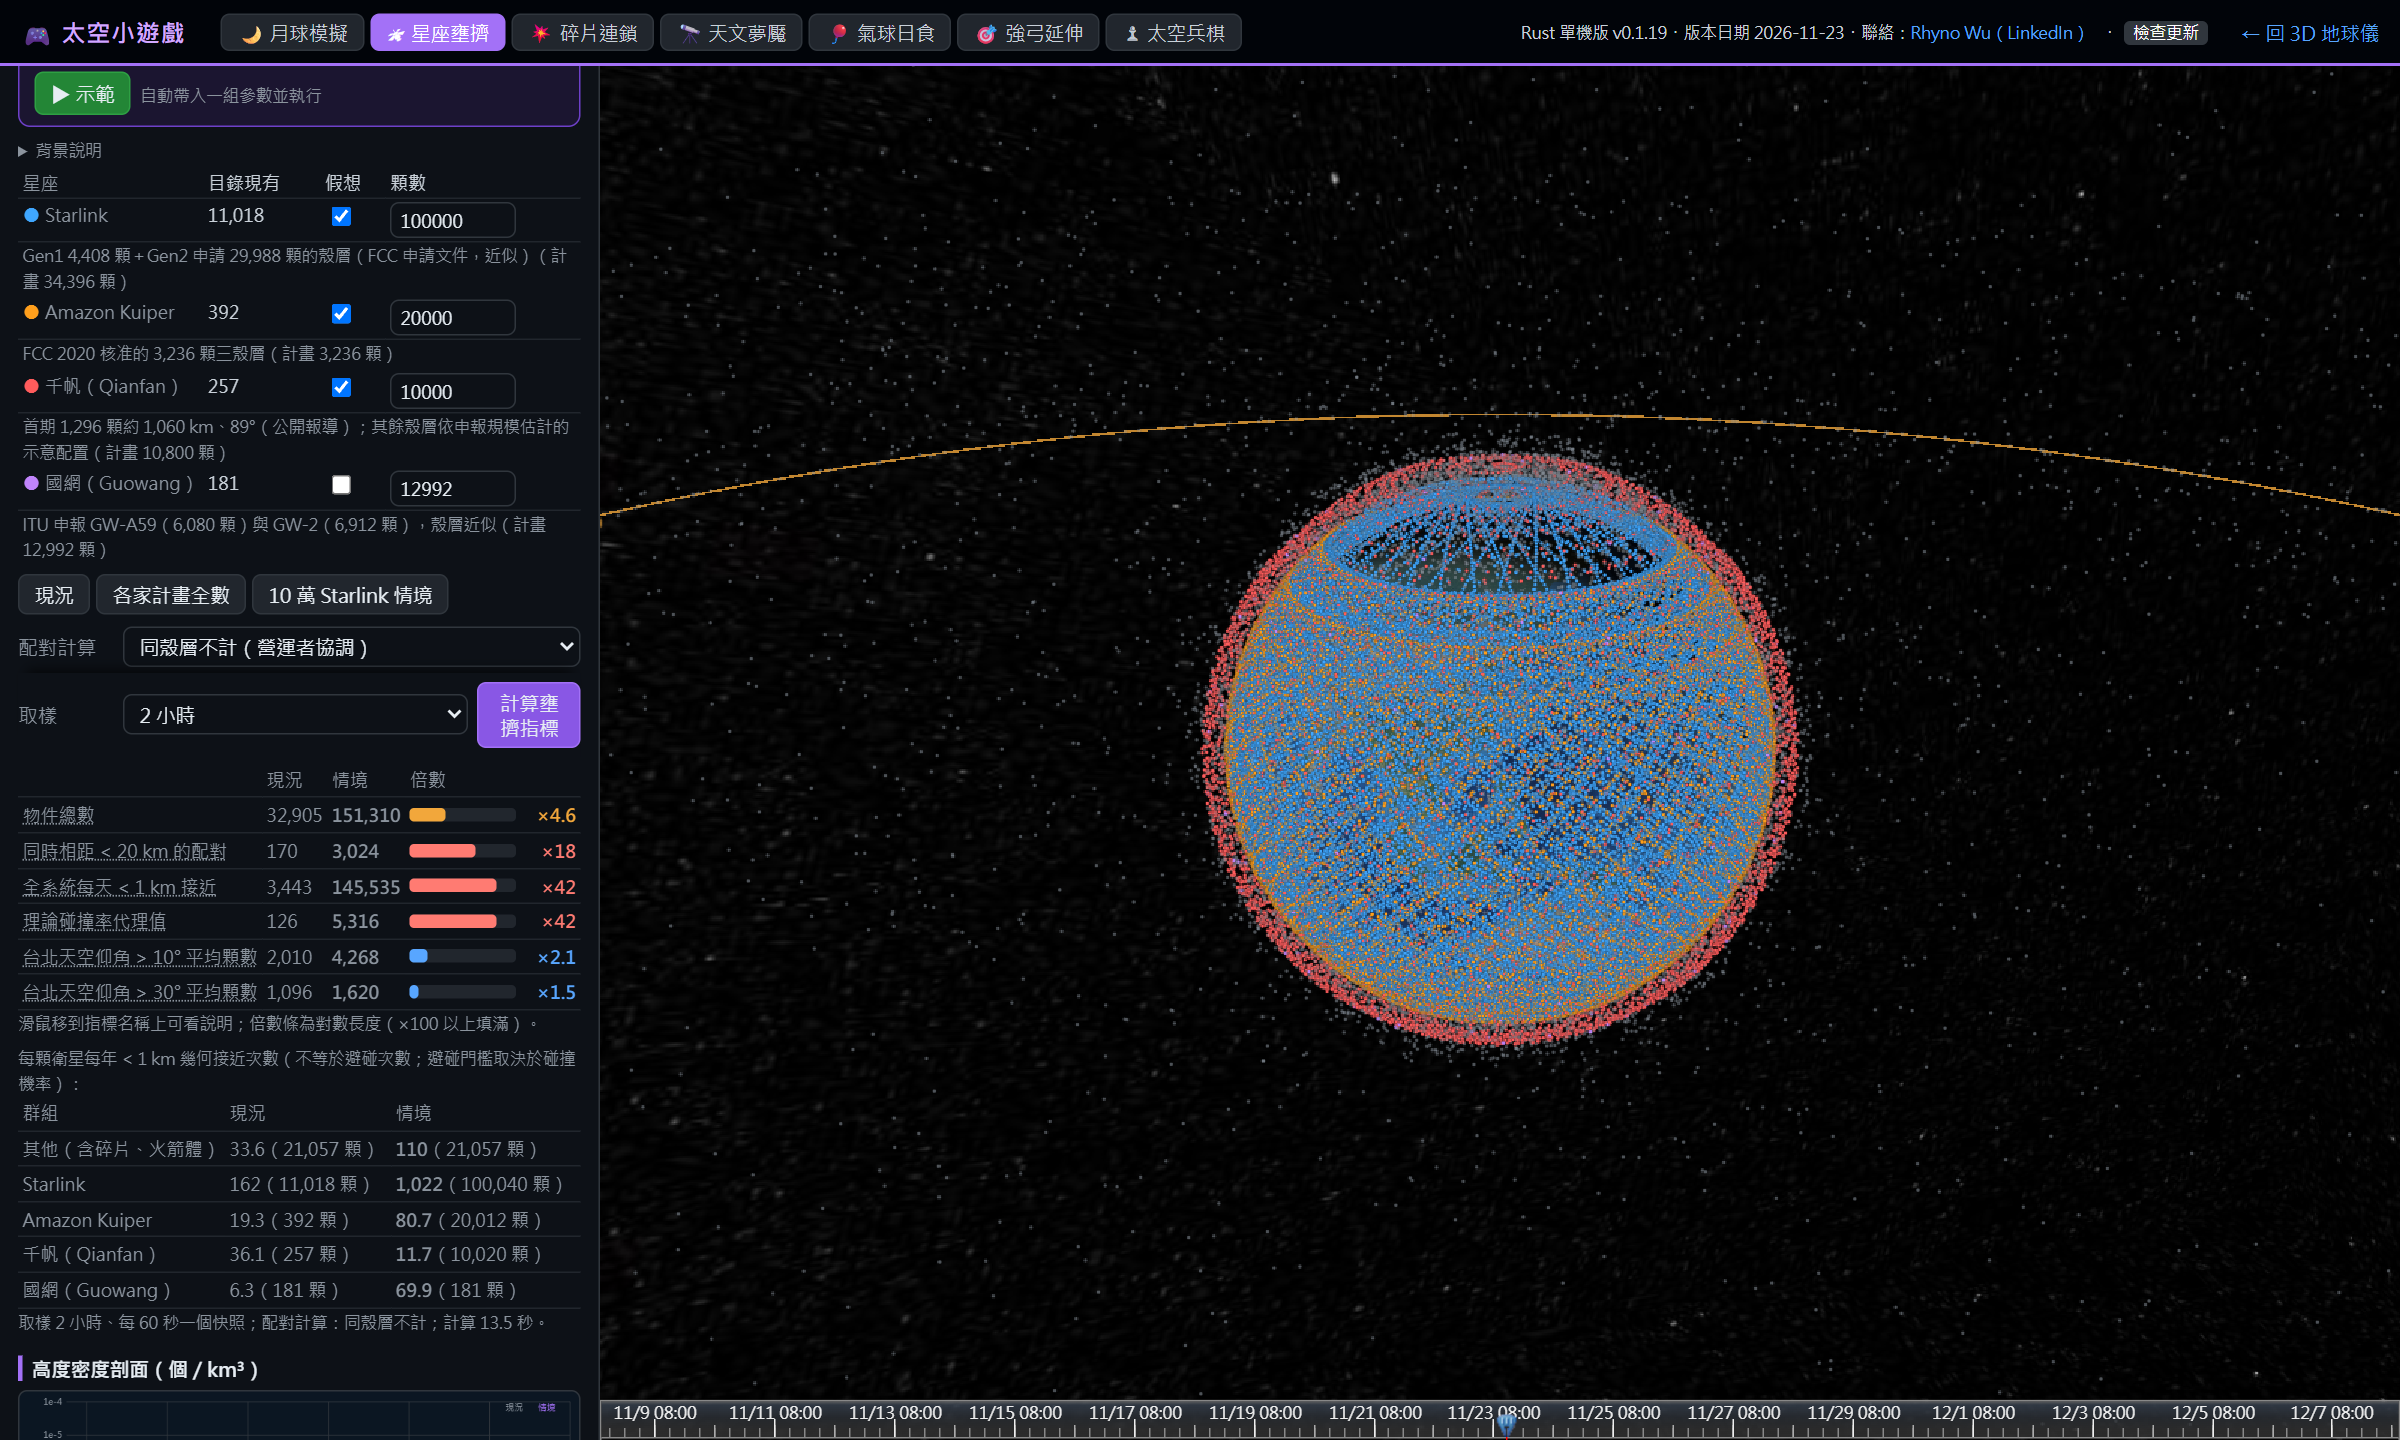 太空小遊戲
月球模擬
星座壅擠
碎片連鎖
天文夢魘
氣球日食
強弓延伸
太空兵棋
Rust 單機版 v0.1.19 · 版本日期 2026-11-23 · 聯絡：Rhyno Wu（LinkedIn） · 檢查更新
← 回 3D 地球儀
▶ 示範 自動帶入一組參數並執行
▶ 背景說明
星座 目錄現有 假想 顆數
Starlink 11,018 100000
Gen1 4,408 顆 + Gen2 申請 29,988 顆的殼層（FCC 申請文件，近似）（計
畫 34,396 顆）
Amazon Kuiper 392 20000
FCC 2020 核准的 3,236 顆三殼層（計畫 3,236 顆）
千帆（Qianfan） 257 10000
首期 1,296 顆約 1,060 km、89°（公開報導）；其餘殼層依申報規模估計的
示意配置（計畫 10,800 顆）
國網（Guowang） 181 12992
ITU 申報 GW-A59（6,080 顆）與 GW-2（6,912 顆），殼層近似（計畫
12,992 顆）
現況 各家計畫全數 10 萬 Starlink 情境
配對計算 同殼層不計（營運者協調）
取樣 2 小時 計算壅
擠指標
現況 情境 倍數
物件總數 32,905 151,310 ×4.6
同時相距 < 20 km 的配對 170 3,024 ×18
全系統每天 < 1 km 接近 3,443 145,535 ×42
理論碰撞率代理值 126 5,316 ×42
台北天空仰角 > 10° 平均顆數 2,010 4,268 ×2.1
台北天空仰角 > 30° 平均顆數 1,096 1,620 ×1.5
滑鼠移到指標名稱上可看說明；倍數條為對數長度（×100 以上填滿）。
每顆衛星每年 < 1 km 幾何接近次數（不等於避碰次數；避碰門檻取決於碰撞
機率）：
群組 現況 情境
其他（含碎片、火箭體） 33.6（21,057 顆） 110（21,057 顆）
Starlink 162（11,018 顆） 1,022（100,040 顆）
Amazon Kuiper 19.3（392 顆） 80.7（20,012 顆）
千帆（Qianfan） 36.1（257 顆） 11.7（10,020 顆）
國網（Guowang） 6.3（181 顆） 69.9（181 顆）
取樣 2 小時、每 60 秒一個快照；配對計算：同殼層不計；計算 13.5 秒。
高度密度剖面（個 / km³）
1e-4 現況 情境
1e-5
11/9 08:00 11/11 08:00 11/13 08:00 11/15 08:00 11/17 08:00 11/19 08:00 11/21 08:00 11/23 08:00 11/25 08:00 11/27 08:00 11/29 08:00 12/1 08:00 12/3 08:00 12/5 08:00 12/7 08:00